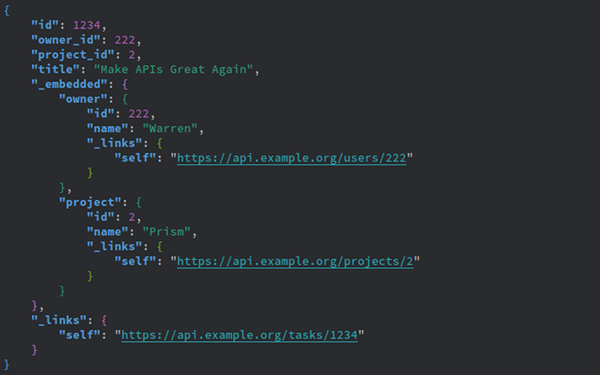 {
    "id": 1234,
    "owner_id": 222,
    "project_id": 2,
    "title": "Make APIs Great Again",
    "_embedded": {
        "owner": {
            "id": 222,
            "name": "Warren",
            "_links": {
                "self": "https://api.example.org/users/222"
            }
        },
        "project": {
            "id": 2,
            "name": "Prism",
            "_links": {
                "self": "https://api.example.org/projects/2"
            }
        }
    },
    "_links": {
        "self": "https://api.example.org/tasks/1234"
    }
}